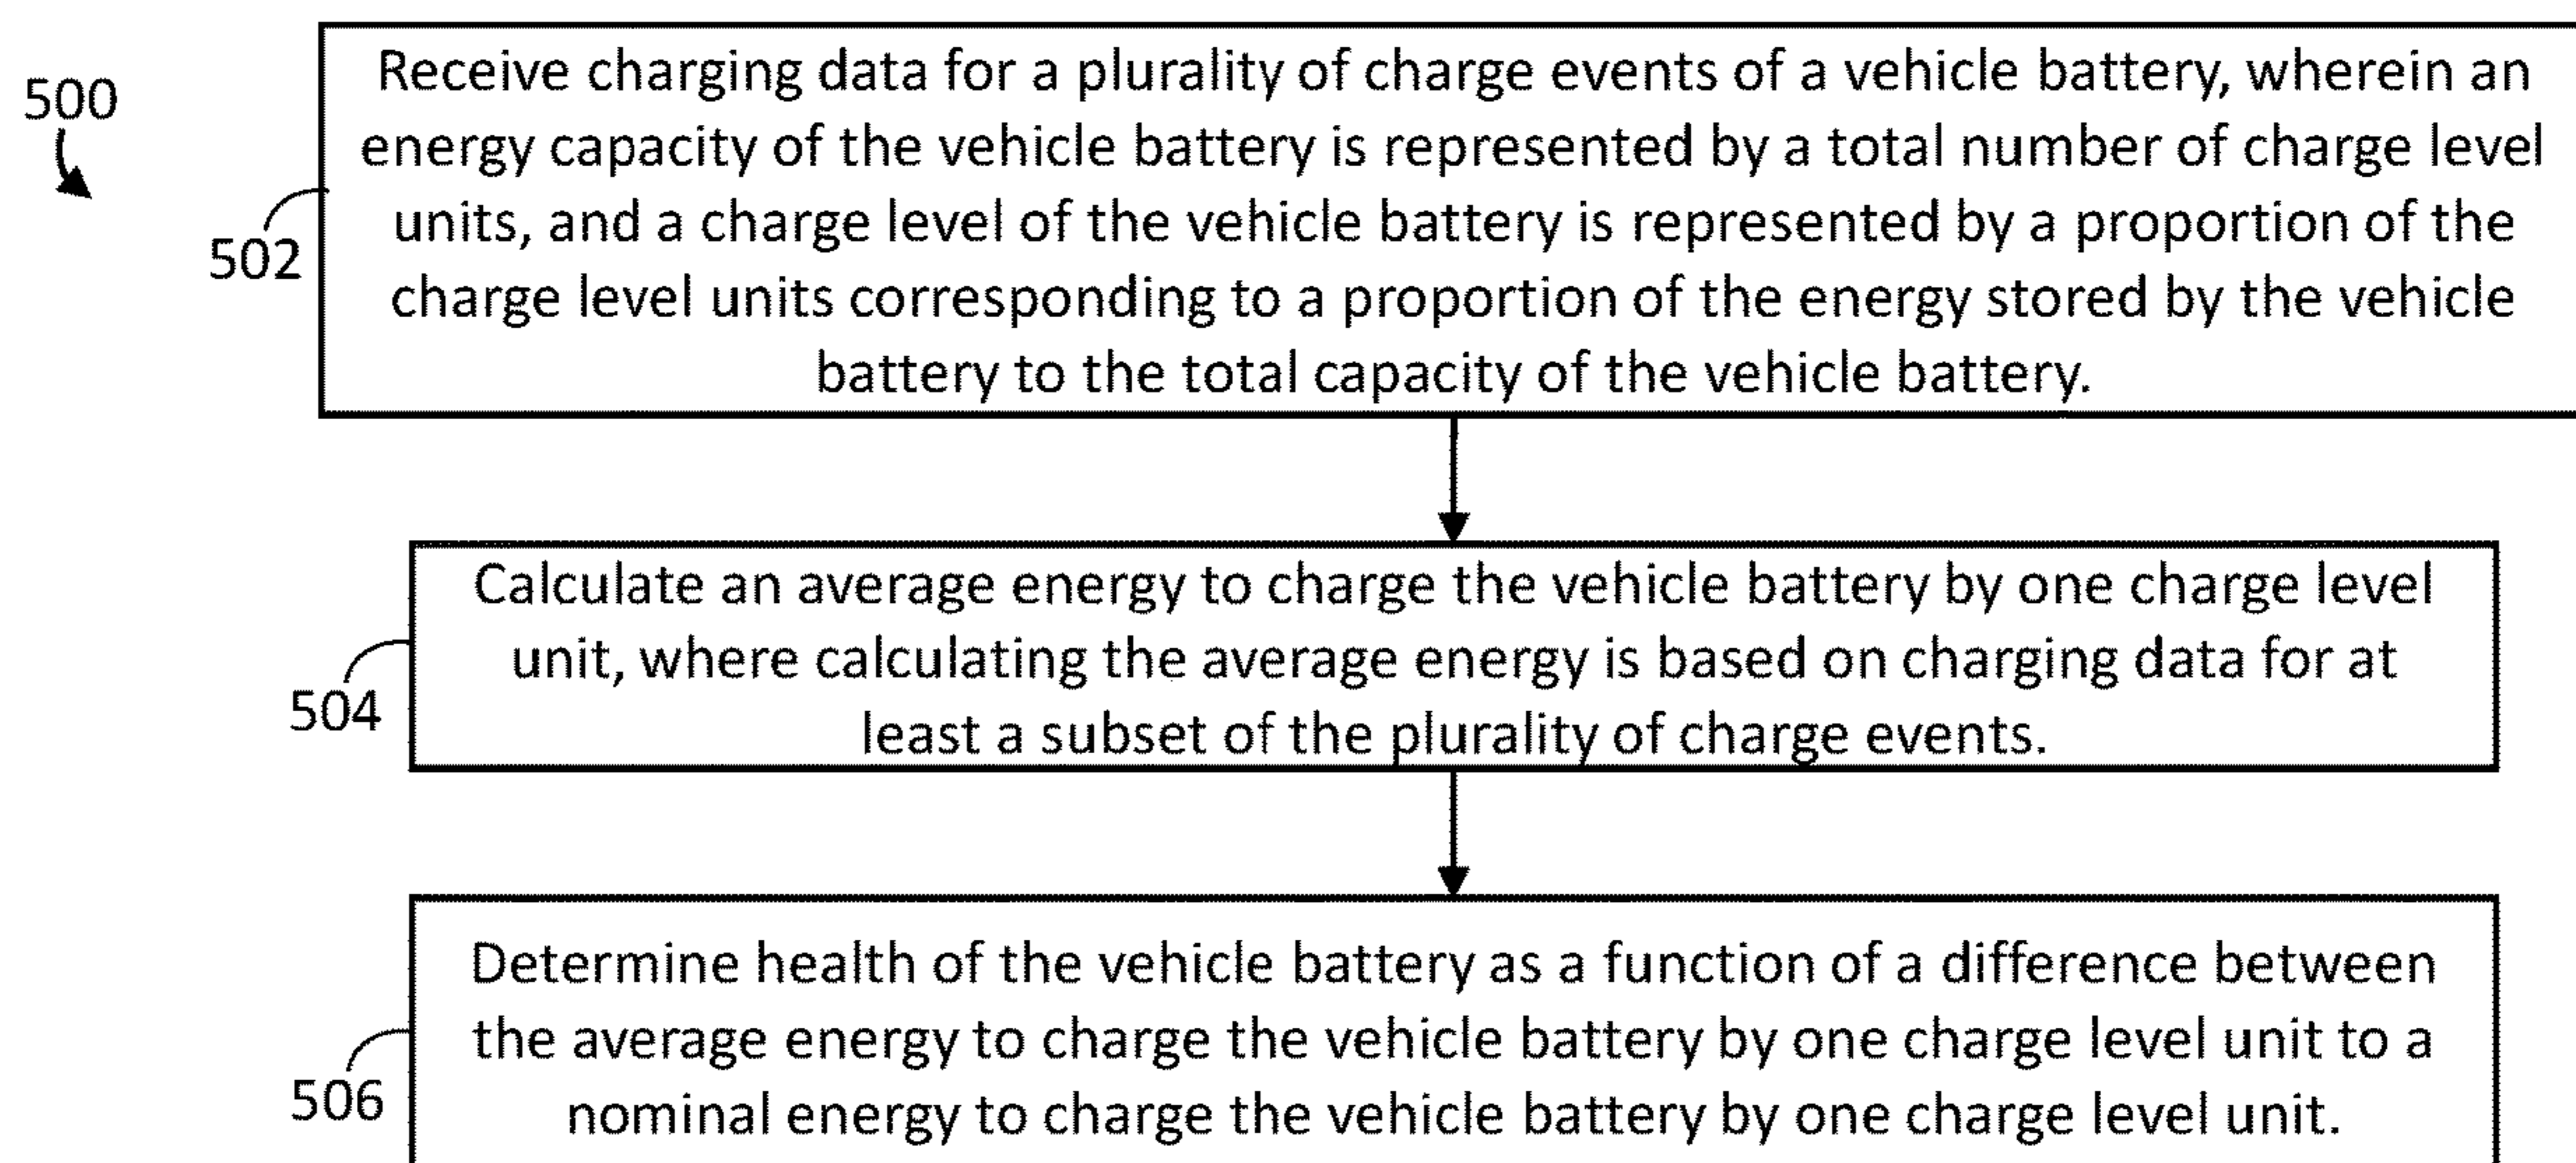 500
Receive charging data for a plurality of charge events of a vehicle battery, wherein an
energy capacity of the vehicle battery is represented by a total number of charge level
units, and a charge level of the vehicle battery is represented by a proportion of the
charge level units corresponding to a proportion of the energy stored by the vehicle
battery to the total capacity of the vehicle battery.
502
Calculate an average energy to charge the vehicle battery by one charge level
unit, where calculating the average energy is based on charging data for at
least a subset of the plurality of charge events.
504
Determine health of the vehicle battery as a function of a difference between
the average energy to charge the vehicle battery by one charge level unit to a
nominal energy to charge the vehicle battery by one charge level unit.
506